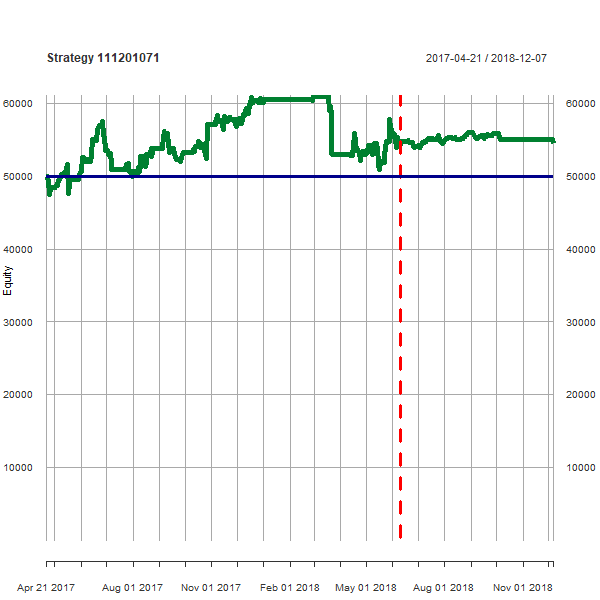 Strategy 111201071
2017-04-21 / 2018-12-07
60000
60000
50000
50000
40000
40000
30000
30000
20000
20000
10000
10000
Equity
Apr 21 2017
Aug 01 2017
Nov 01 2017
Feb 01 2018
May 01 2018
Aug 01 2018
Nov 01 2018